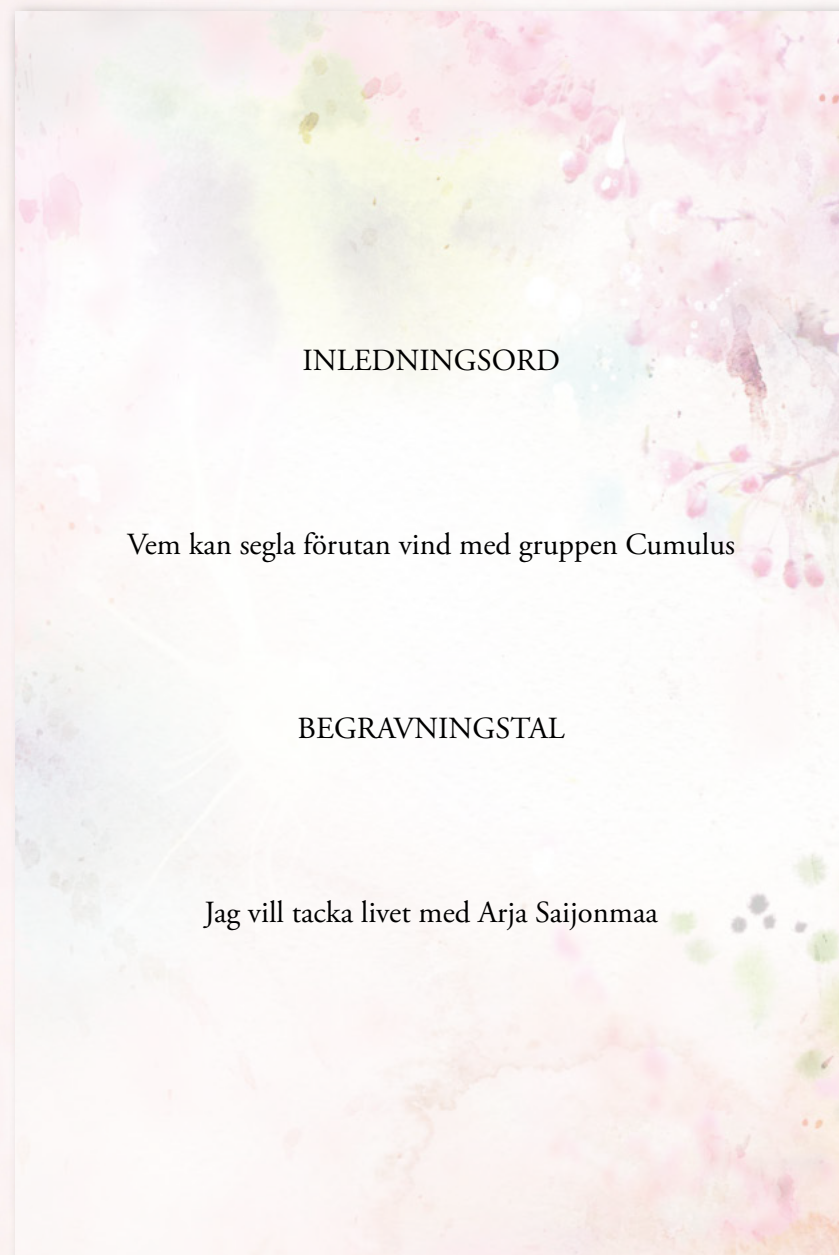 INLEDNINGSORD
Vem kan segla förutan vind med gruppen Cumulus
BEGRAVNINGSTAL
Jag vill tacka livet med Arja Saijonmaa